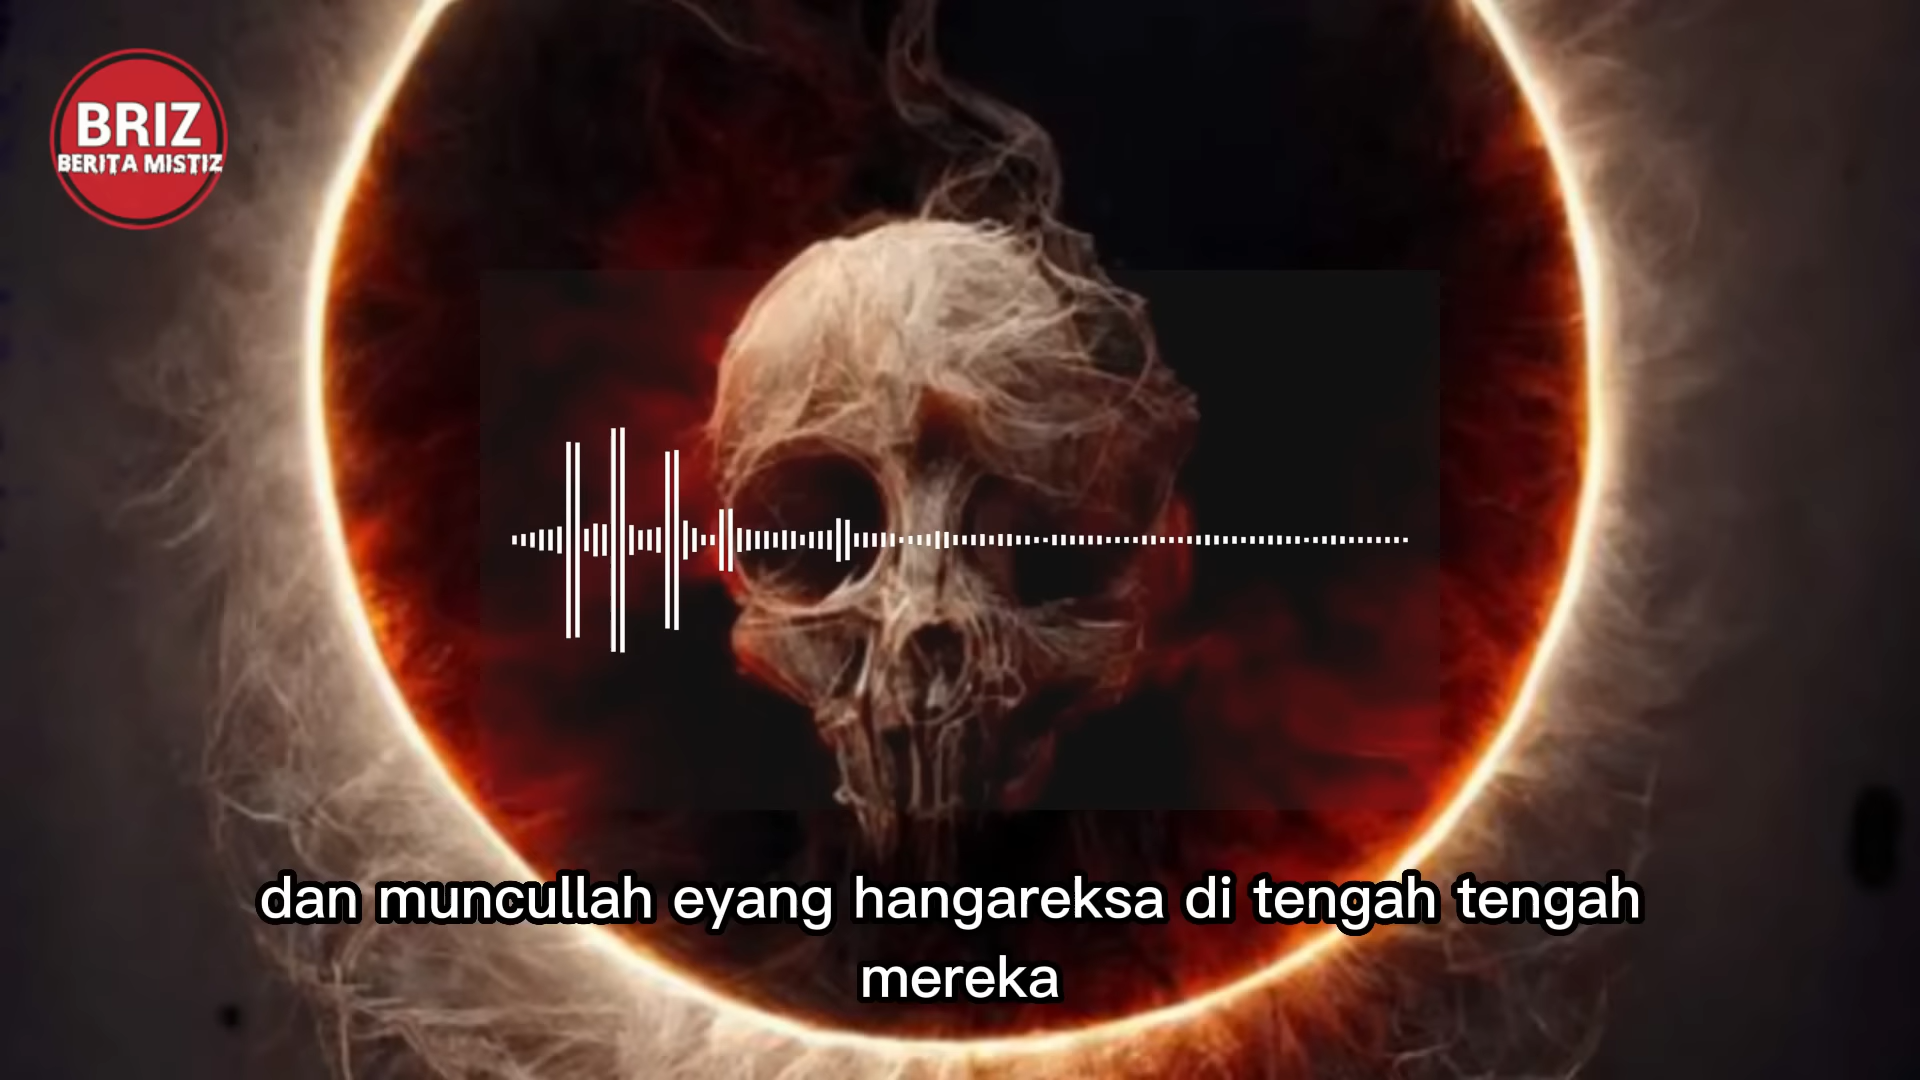 BRIZ
BERITA MISTIZ
dan muncullah eyang hangareksa di tengah tengah
mereka